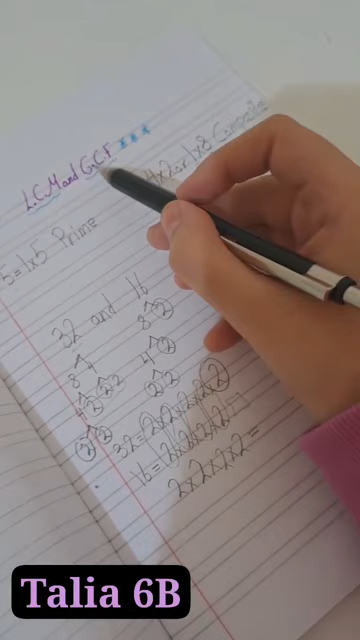 L.C.M and G.C.F ***
4x2 or 1x8
5=1x5 Prime
32 and 16
8 4 8 2
4 2 2 2 4 2
2 2 2 2
32=2x2x2x2x2
16=2x2x2x2=
2x2x2x2=
Talia 6B